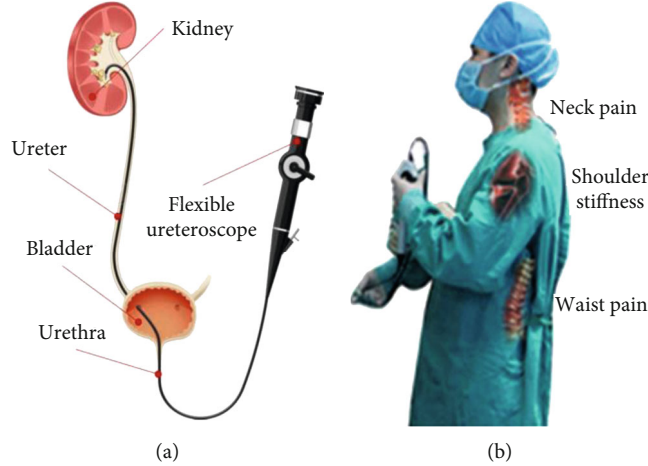 Kidney
Ureter
Flexible
ureteroscope
Bladder
Urethra
(a)
Neck pain
Shoulder
stiffness
Waist pain
(b)